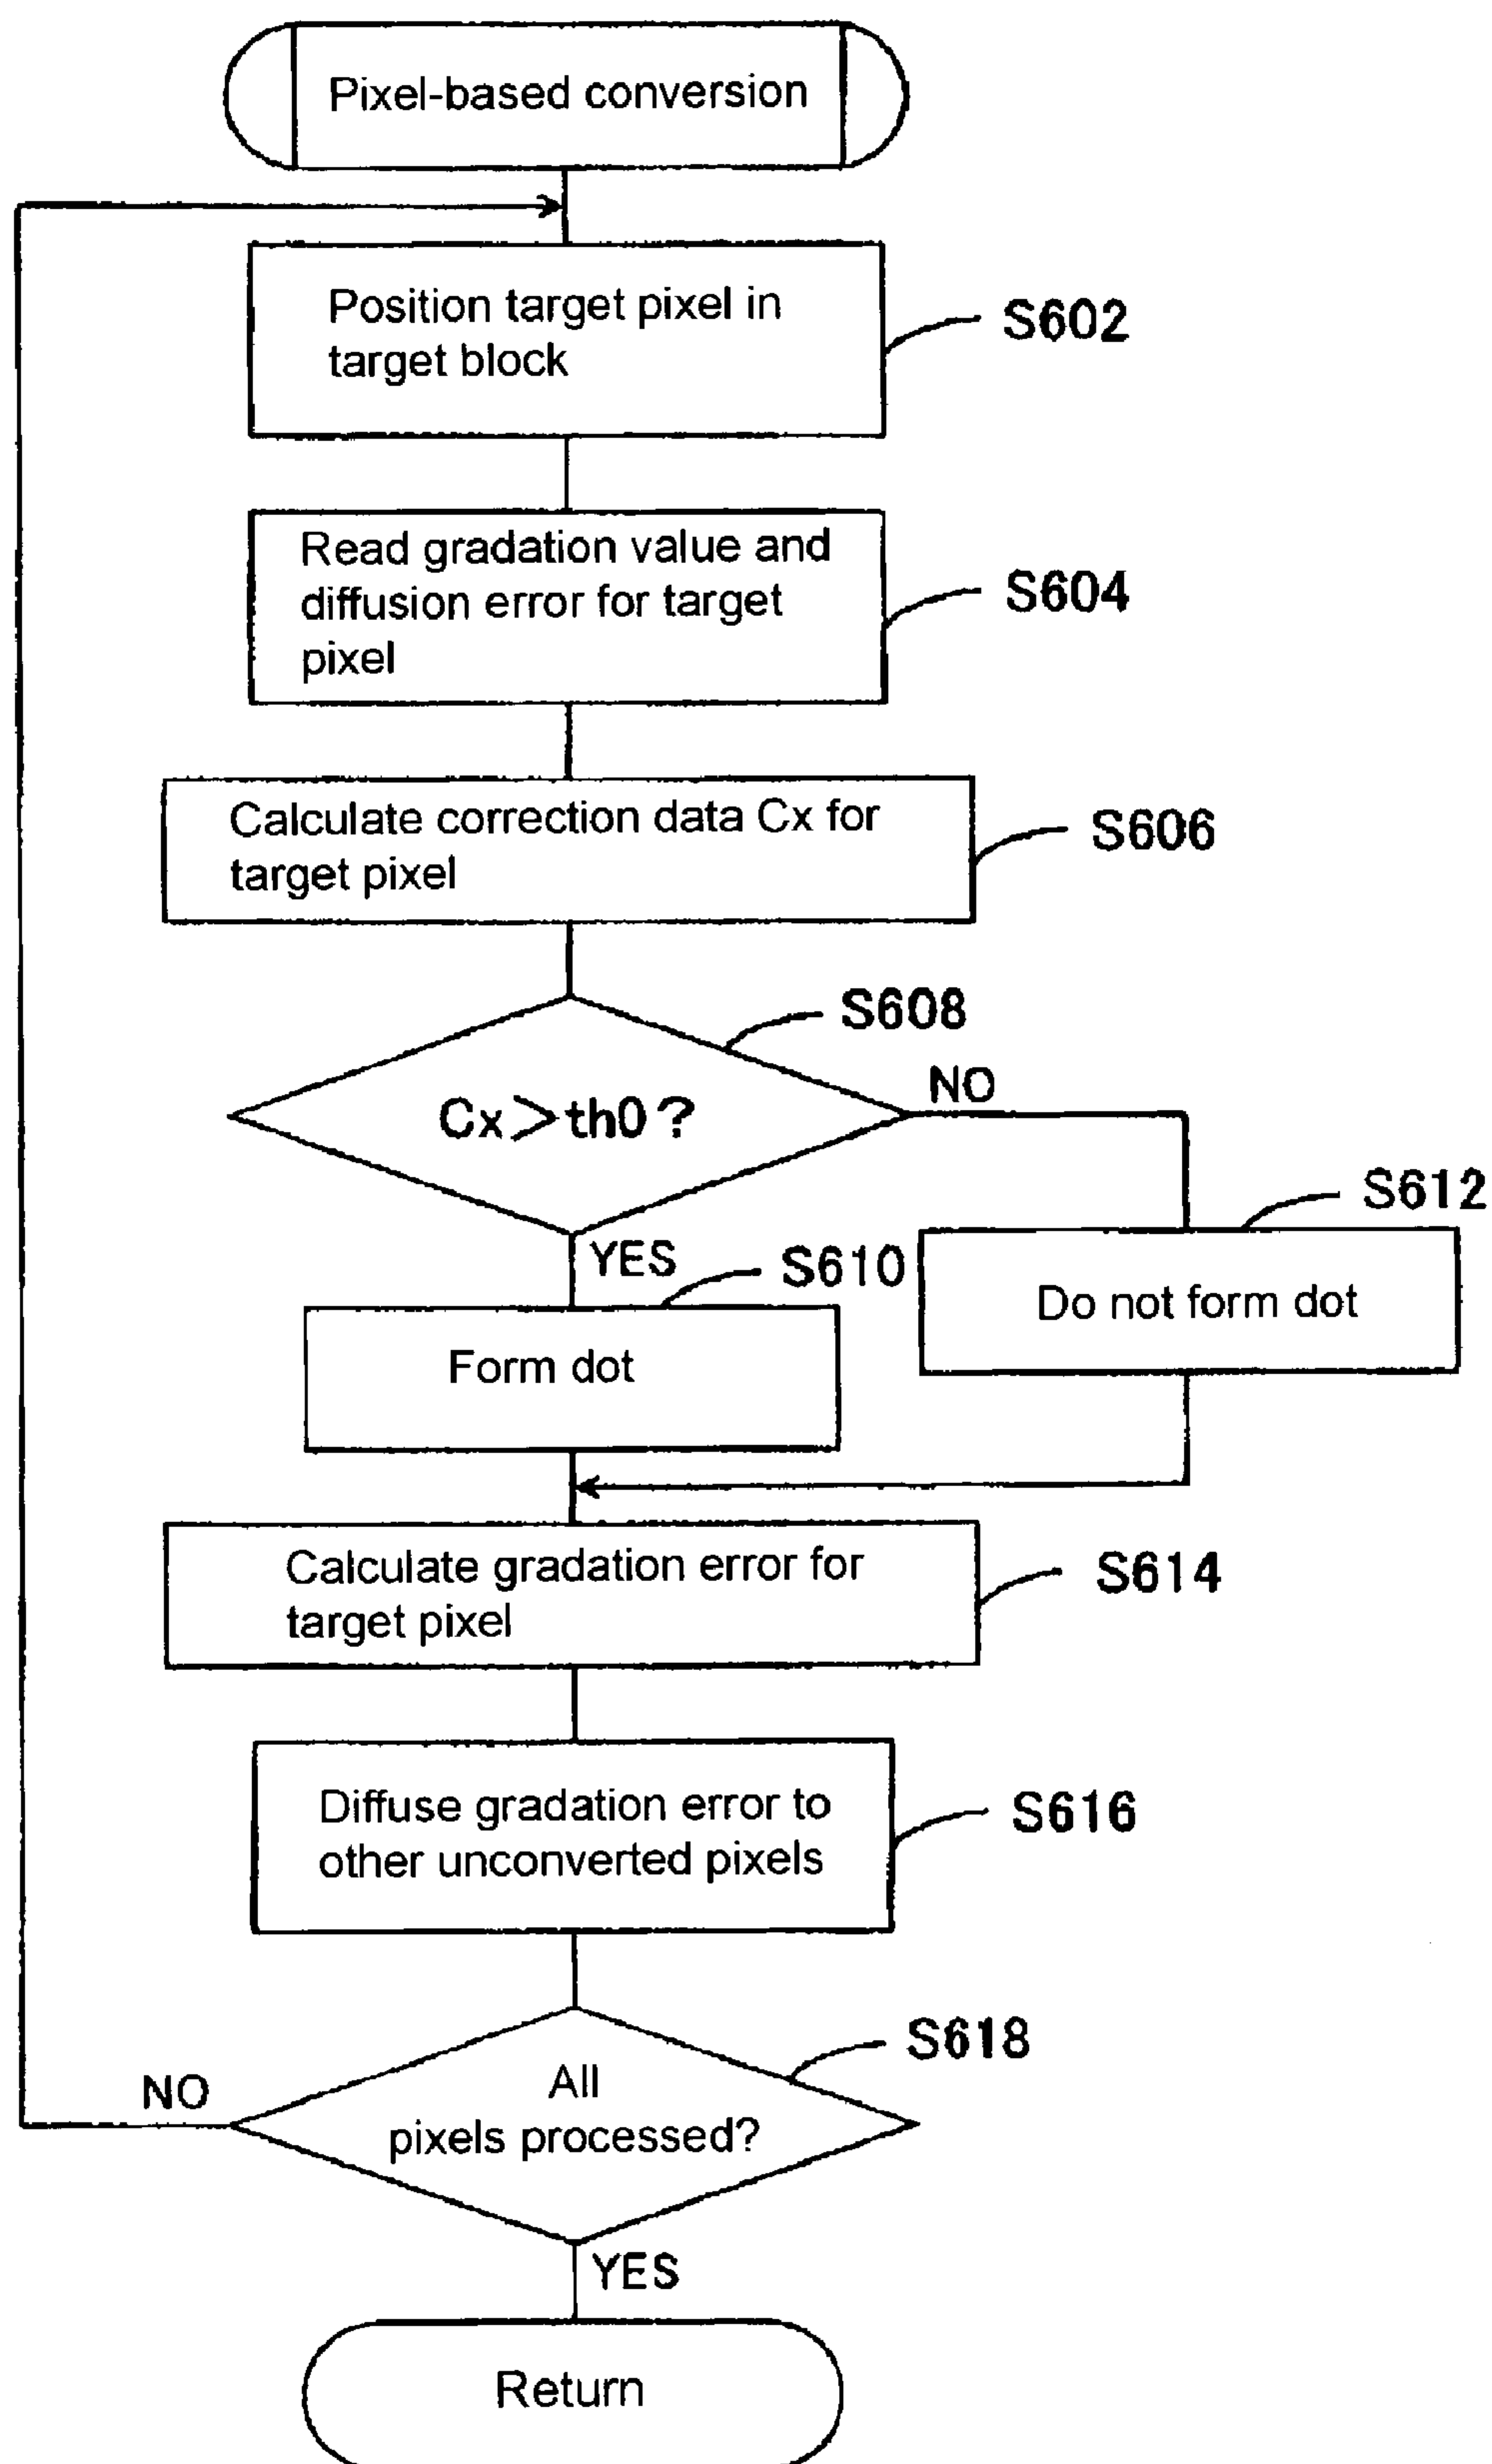 Pixel-based conversion
Position target pixel in
target block
S602
Read gradation value and
diffusion error for target
pixel
S604
Calculate correction data Cx for
target pixel
S606
S608
Cx>th0?
NO
YES
S610
S612
Form dot
Do not form dot
Calculate gradation error for
target pixel
S614
Diffuse gradation error to
other unconverted pixels
S616
S618
All
pixels processed?
NO
YES
Return